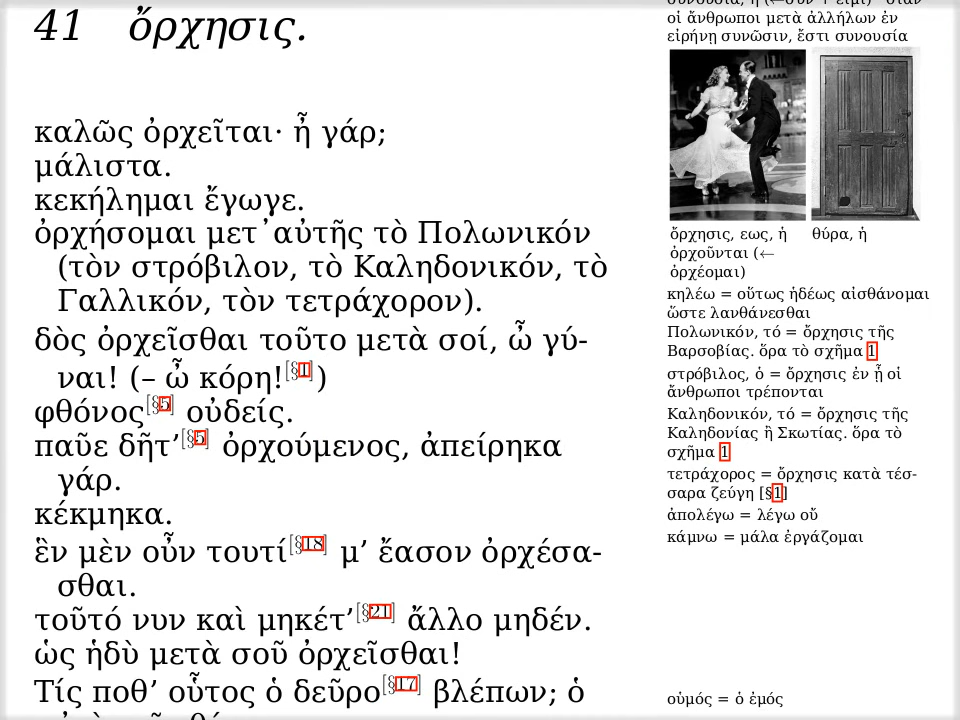 41 ὄρχησις.
καλῶς ὀρχεῖται· ἦ γάρ;
μάλιστα.
κεκήλημαι ἔγωγε.
ὀρχήσομαι μετ᾽αὐτῆς τὸ Πολωνικόν
(τὸν στρόβιλον, τὸ Καληδονικόν, τὸ
Γαλλικόν, τὸν τετράχορον).
δὸς ὀρχεῖσθαι τοῦτο μετὰ σοί, ὦ γύ-
ναι! (– ὦ κόρη![§1])
φθόνος[§5] οὐδείς.
παῦε δῆτ’[§5] ὀρχούμενος, ἀπείρηκα
γάρ.
κέκμηκα.
ἓν μὲν οὖν τουτί[§18] μ’ ἔασον ὀρχέσα-
σθαι.
τοῦτό νυν καὶ μηκέτ’[§21] ἄλλο μηδέν.
ὡς ἡδὺ μετὰ σοῦ ὀρχεῖσθαι!
Τίς ποθ’ οὗτος ὁ δεῦρο[§17] βλέπων; ὁ
οἱ ἄνθρωποι μετὰ ἀλλήλων ἐν
εἰρήνῃ συνῶσιν, ἔστι συνουσία
ὄρχησις, εως, ἡ
ὀρχοῦνται (←
ὀρχέομαι)
θύρα, ἡ
κηλέω = οὕτως ἡδέως αἰσθάνομαι
ὥστε λανθάνεσθαι
Πολωνικόν, τό = ὄρχησις τῆς
Βαρσοβίας. ὅρα τὸ σχῆμα 1
στρόβιλος, ὁ = ὄρχησις ἐν ᾗ οἱ
ἄνθρωποι τρέπονται
Καληδονικόν, τό = ὄρχησις τῆς
Καληδονίας ἢ Σκωτίας. ὅρα τὸ
σχῆμα 1
τετράχορος = ὄρχησις κατὰ τέσ-
σαρα ζεύγη [§1]
ἀπολέγω = λέγω οὔ
κάμνω = μάλα ἐργάζομαι
οὑμός = ὁ ἐμός